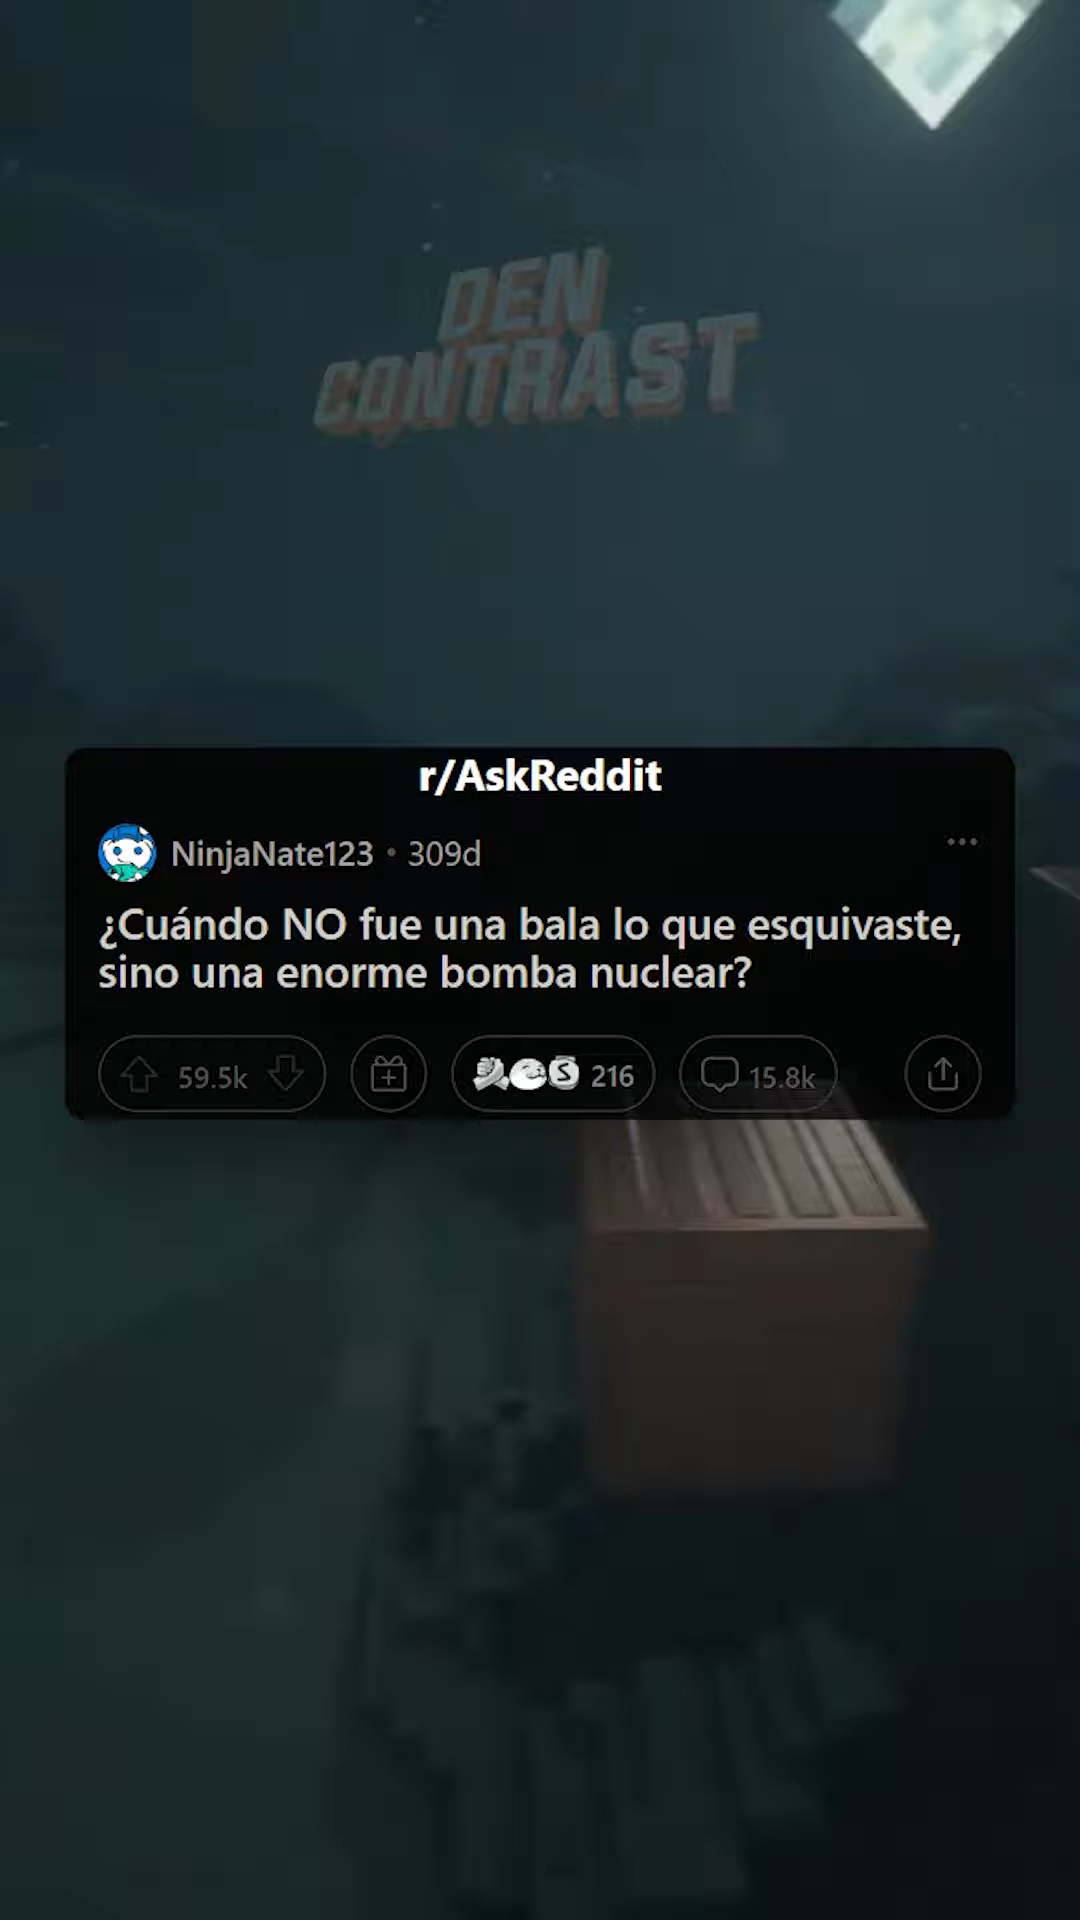 DEN
CONTRAST
r/AskReddit
NinjaNate123 • 309d
¿Cuándo NO fue una bala lo que esquivaste,
sino una enorme bomba nuclear?
59.5k
216
15.8k